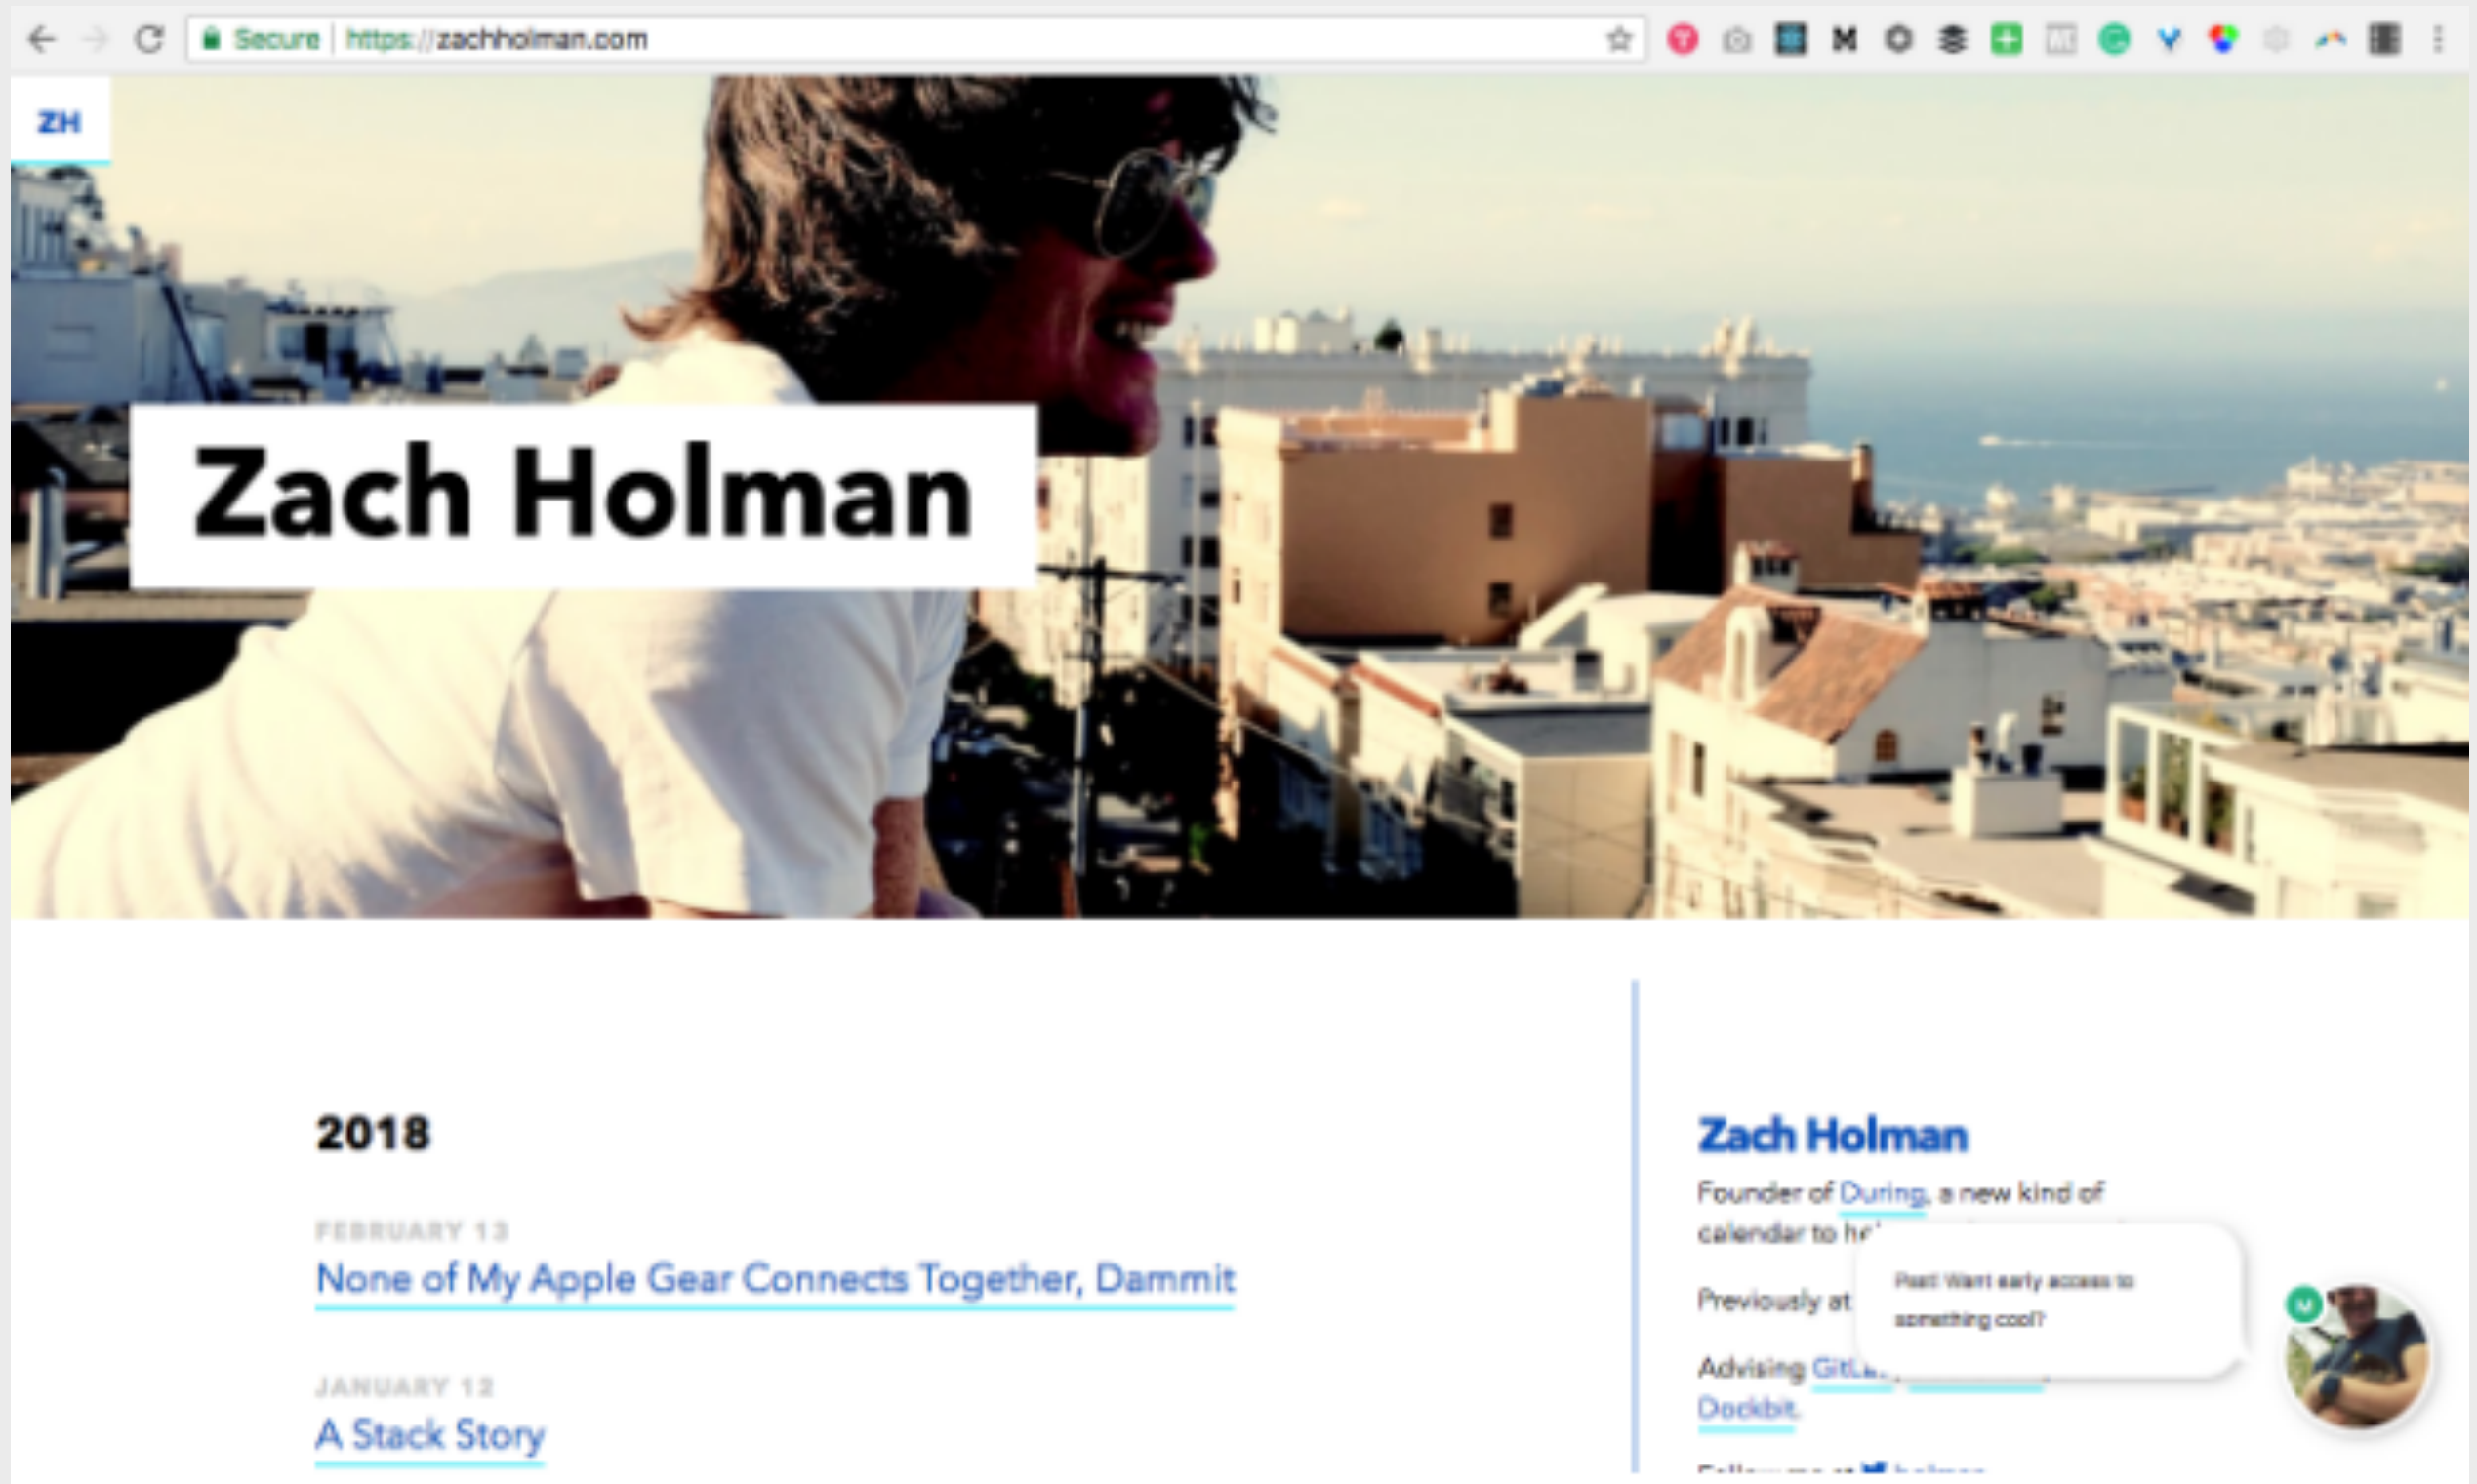 Secure https://zachholman.com
ZH
Zach Holman
2018
FEBRUARY 13
None of My Apple Gear Connects Together, Dammit
JANUARY 12
A Stack Story
Zach Holman
Founder of During, a new kind of
calendar to
Previously at
Advising
Dockbit.
Psst! Want early access to
something cool?